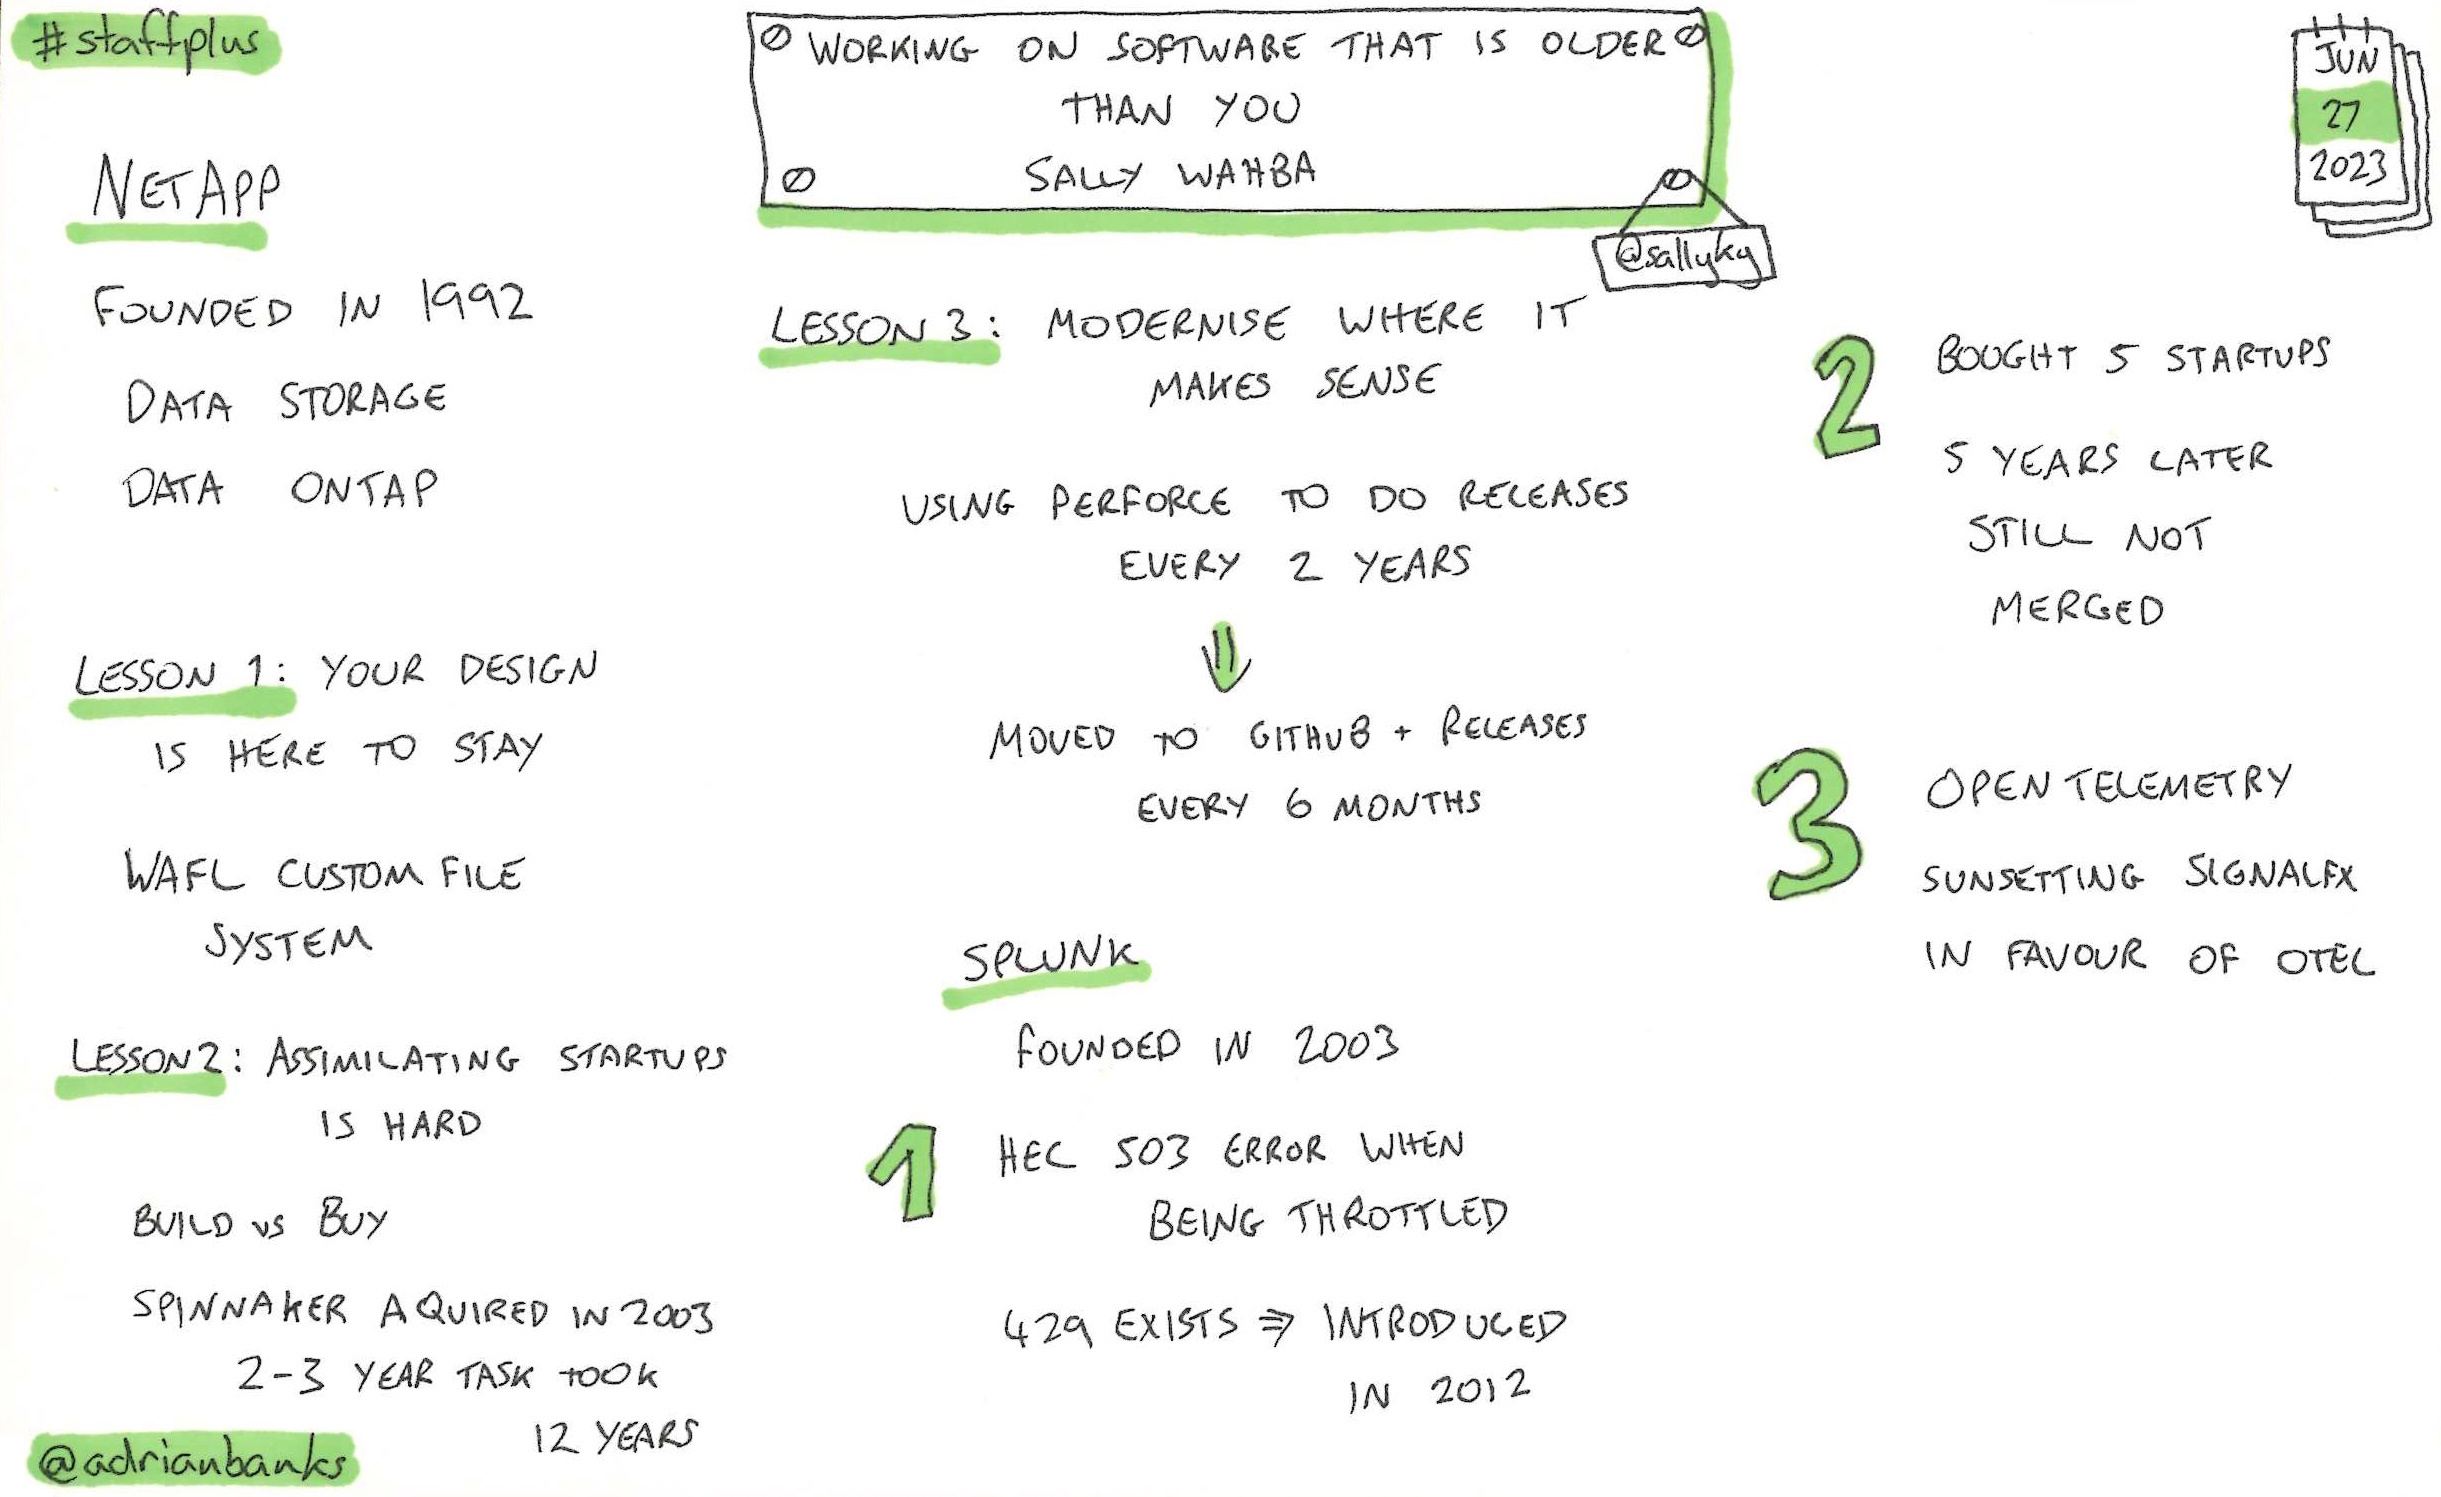 #staffplus
WORKING ON SOFTWARE THAT IS OLDER
THAN YOU
SALLY WAHBA
@sallyky
JUN
27
2023
NETAPP
FOUNDED IN 1992
DATA STORAGE
DATA ONTAP
LESSON 1: YOUR DESIGN
IS HERE TO STAY
WAFL CUSTOM FILE
SYSTEM
LESSON 2: ASSIMILATING STARTUPS
IS HARD
BUILD VS BUY
SPINNAKER AQUIRED IN 2003
2-3 YEAR TASK TOOK
12 YEARS
@adrianbanks
LESSON 3: MODERNISE WHERE IT
MAKES SENSE
USING PERFORCE TO DO RELEASES
EVERY 2 YEARS
⇓
MOVED TO GITHUB + RELEASES
EVERY 6 MONTHS
SPLUNK
FOUNDED IN 2003
1 HEC 503 ERROR WHEN
BEING THROTTLED
429 EXISTS ⇒ INTRODUCED
IN 2012
2 BOUGHT 5 STARTUPS
5 YEARS LATER
STILL NOT
MERGED
3 OPEN TELEMETRY
SUNSETTING SIGNALFX
IN FAVOUR OF OTEL